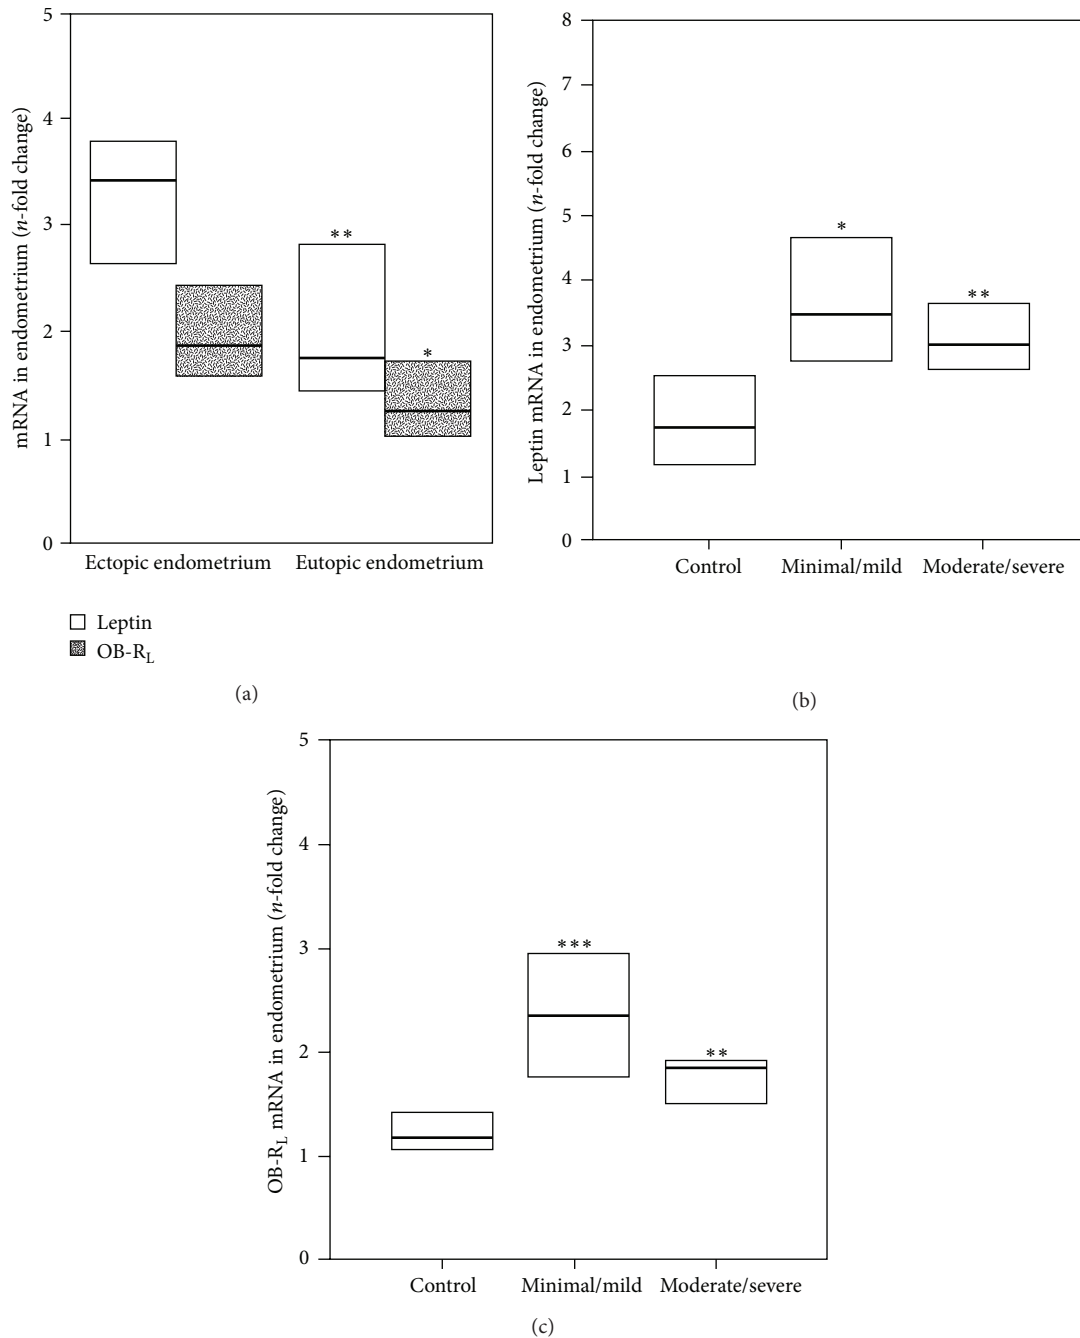 mRNA in endometrium (n-fold change)
5
4
3
2
1
0
**
*
Ectopic endometrium Eutopic endometrium
Leptin
OB-R_L
(a)
Leptin mRNA in endometrium (n-fold change)
8
7
6
5
4
3
2
1
0
*
**
Control Minimal/mild Moderate/severe
(b)
OB-R_L mRNA in endometrium (n-fold change)
5
4
3
2
1
0
***
**
Control Minimal/mild Moderate/severe
(c)